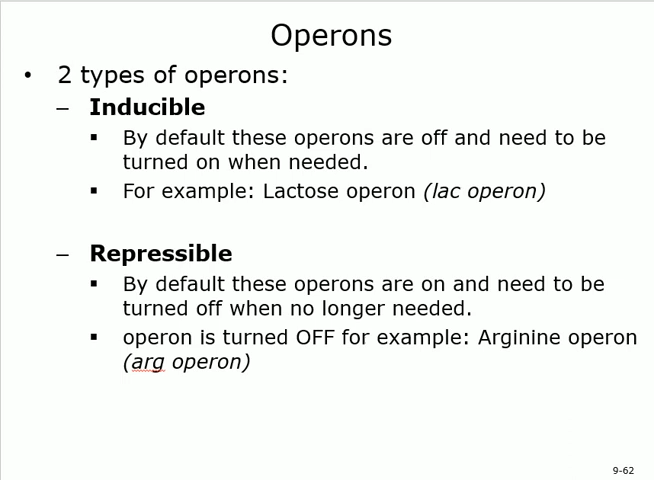 Operons
• 2 types of operons:
– Inducible
▪ By default these operons are off and need to be
turned on when needed.
▪ For example: Lactose operon (lac operon)
– Repressible
▪ By default these operons are on and need to be
turned off when no longer needed.
▪ operon is turned OFF for example: Arginine operon
(arg operon)
9-62